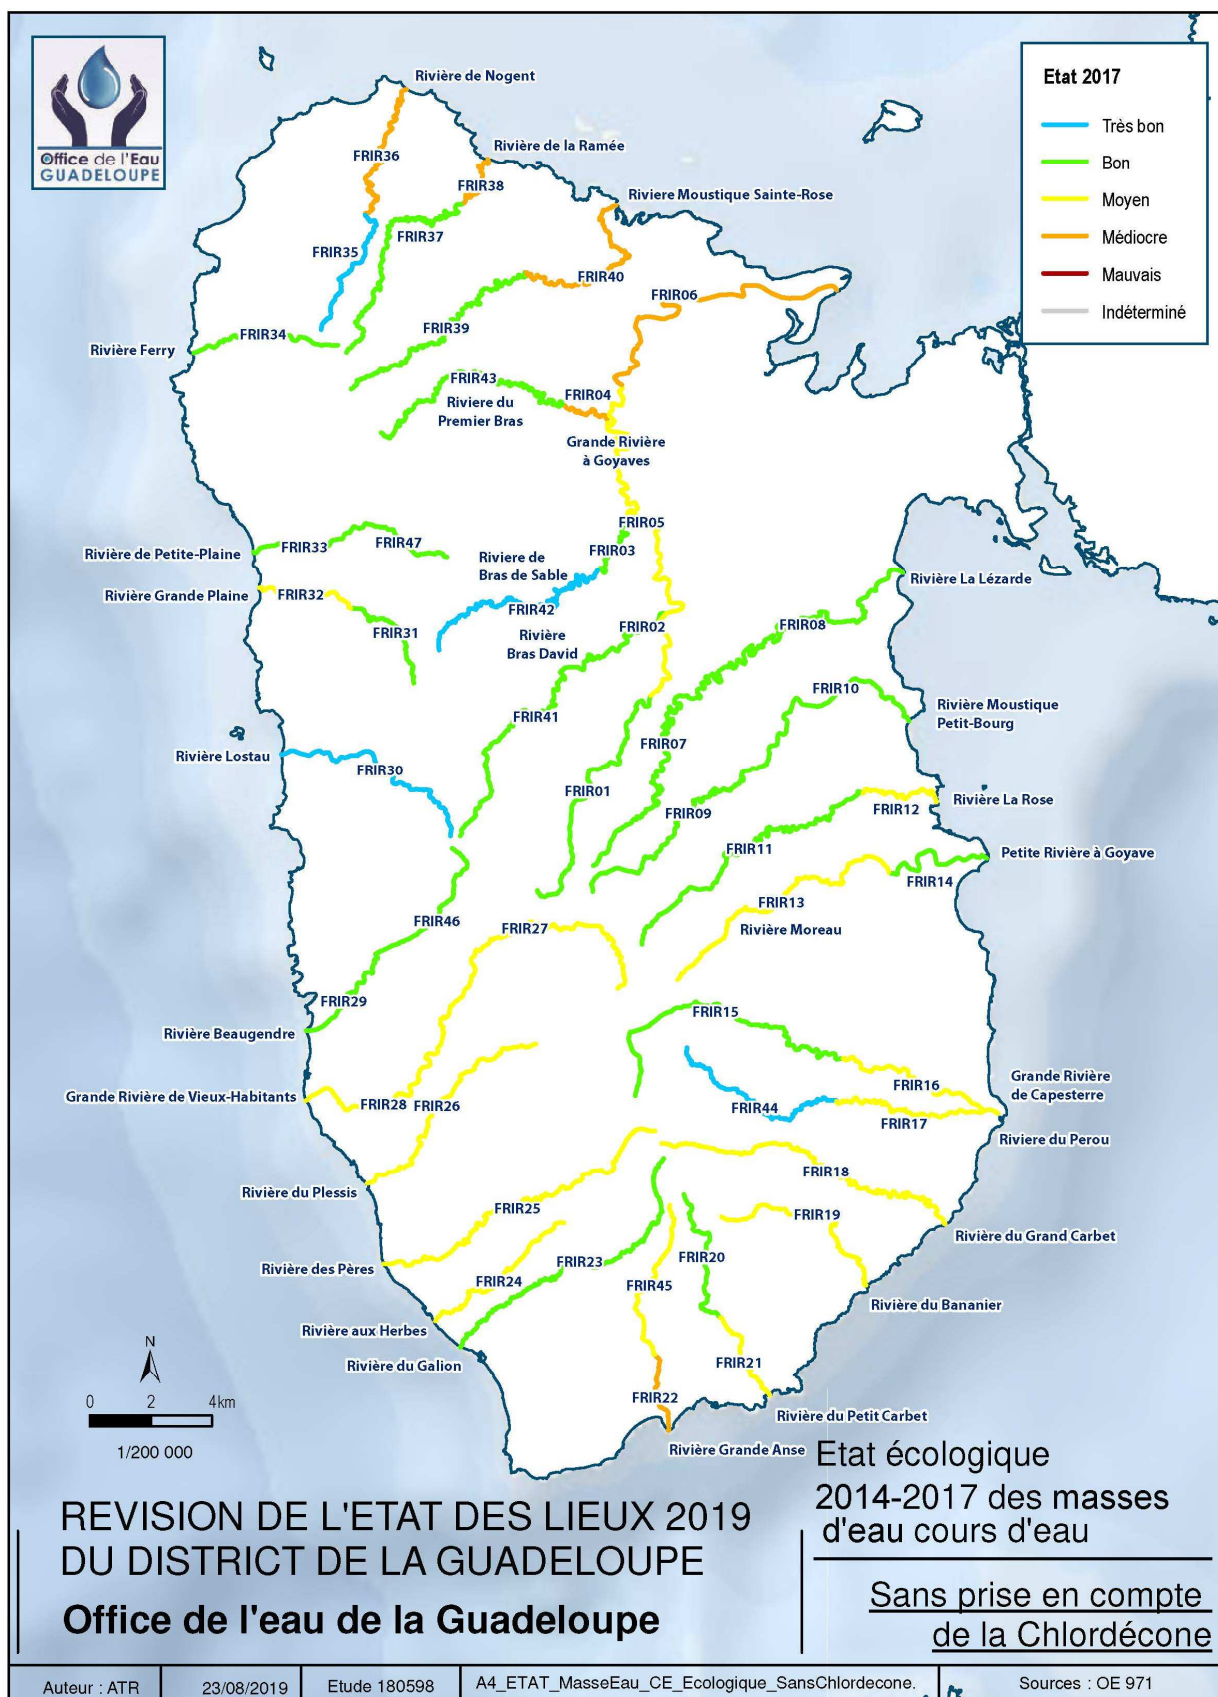 Office de l'Eau
GUADELOUPE
Etat 2017
Très bon
Bon
Moyen
Médiocre
Mauvais
Indéterminé
Rivière de Nogent
FRIR36
Rivière de la Ramée
FRIR38
Riviere Moustique Sainte-Rose
FRIR35
FRIR37
FRIR40
FRIR06
FRIR39
FRIR34
Rivière Ferry
FRIR43
FRIR04
Riviere du
Premier Bras
Grande Rivière
à Goyaves
FRIR05
FRIR33
FRIR47
FRIR03
Rivière de Petite-Plaine
Riviere de
Bras de Sable
Rivière La Lézarde
Rivière Grande Plaine
FRIR32
FRIR42
FRIR31
FRIR02
FRIR08
Rivière
Bras David
FRIR10
Rivière Moustique
Petit-Bourg
FRIR41
FRIR07
Rivière Lostau
FRIR30
FRIR01
FRIR09
FRIR12
Rivière La Rose
FRIR11
Petite Rivière à Goyave
FRIR14
FRIR13
Rivière Moreau
FRIR46
FRIR27
FRIR29
FRIR15
Rivière Beaugendre
Grande Rivière
de Capesterre
FRIR16
Grande Rivière de Vieux-Habitants
FRIR28
FRIR26
FRIR44
FRIR17
Riviere du Perou
FRIR18
Rivière du Plessis
FRIR25
FRIR19
Rivière du Grand Carbet
FRIR20
FRIR23
Rivière des Pères
FRIR24
FRIR45
Rivière du Bananier
Rivière aux Herbes
Rivière du Galion
FRIR21
FRIR22
Rivière du Petit Carbet
Rivière Grande Anse
N
0 2 4km
1/200 000
Etat écologique
2014-2017 des masses
d'eau cours d'eau
REVISION DE L'ETAT DES LIEUX 2019
DU DISTRICT DE LA GUADELOUPE
Office de l'eau de la Guadeloupe
Sans prise en compte
de la Chlordécone
Auteur : ATR
23/08/2019
Etude 180598
A4_ETAT_MasseEau_CE_Ecologique_SansChlordecone.
Sources : OE 971